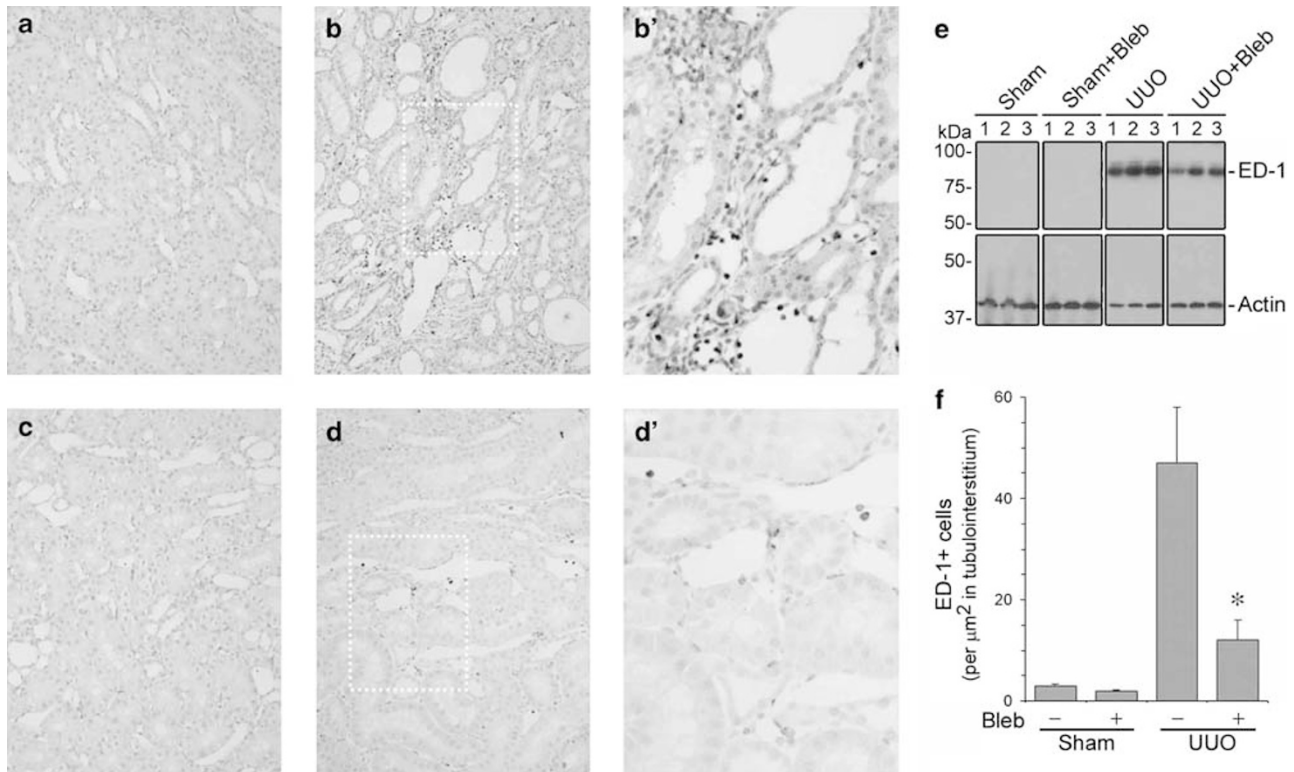 a
b
b'
c
d
d'
e
Sham
Sham+Bleb
UUO
UUO+Bleb
kDa 1 2 3 1 2 3 1 2 3 1 2 3
100-
75-
50-
-ED-1
50-
37-
-Actin
f
ED-1+ cells
(per μm² in tubulointerstitium)
60
40
20
0
*
Bleb − + − +
Sham UUO